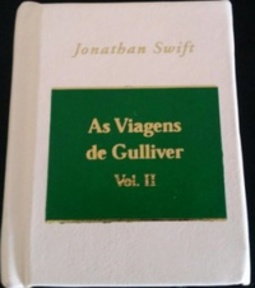 Jonathan Swift
As Viagens
de Gulliver
Vol. II